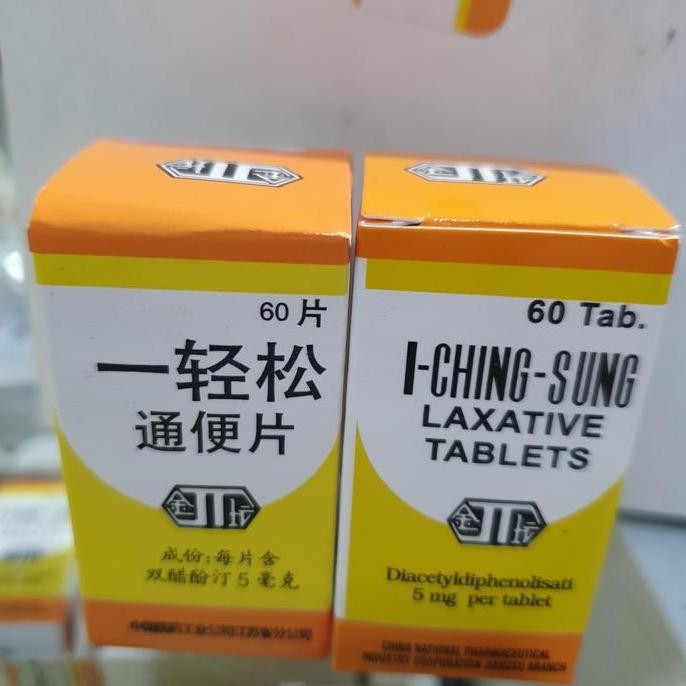 60片
一轻松
通便片
成份:每片含
双醋酚汀5毫克
60 Tab.
I-CHING-SUNG
LAXATIVE
TABLETS
Diacetyldiphenolisati
5 mg per tablet
CHINA NATIONAL PHARMACEUTICAL
INDUSTRY CORPORATION JIANGSU BRANCH